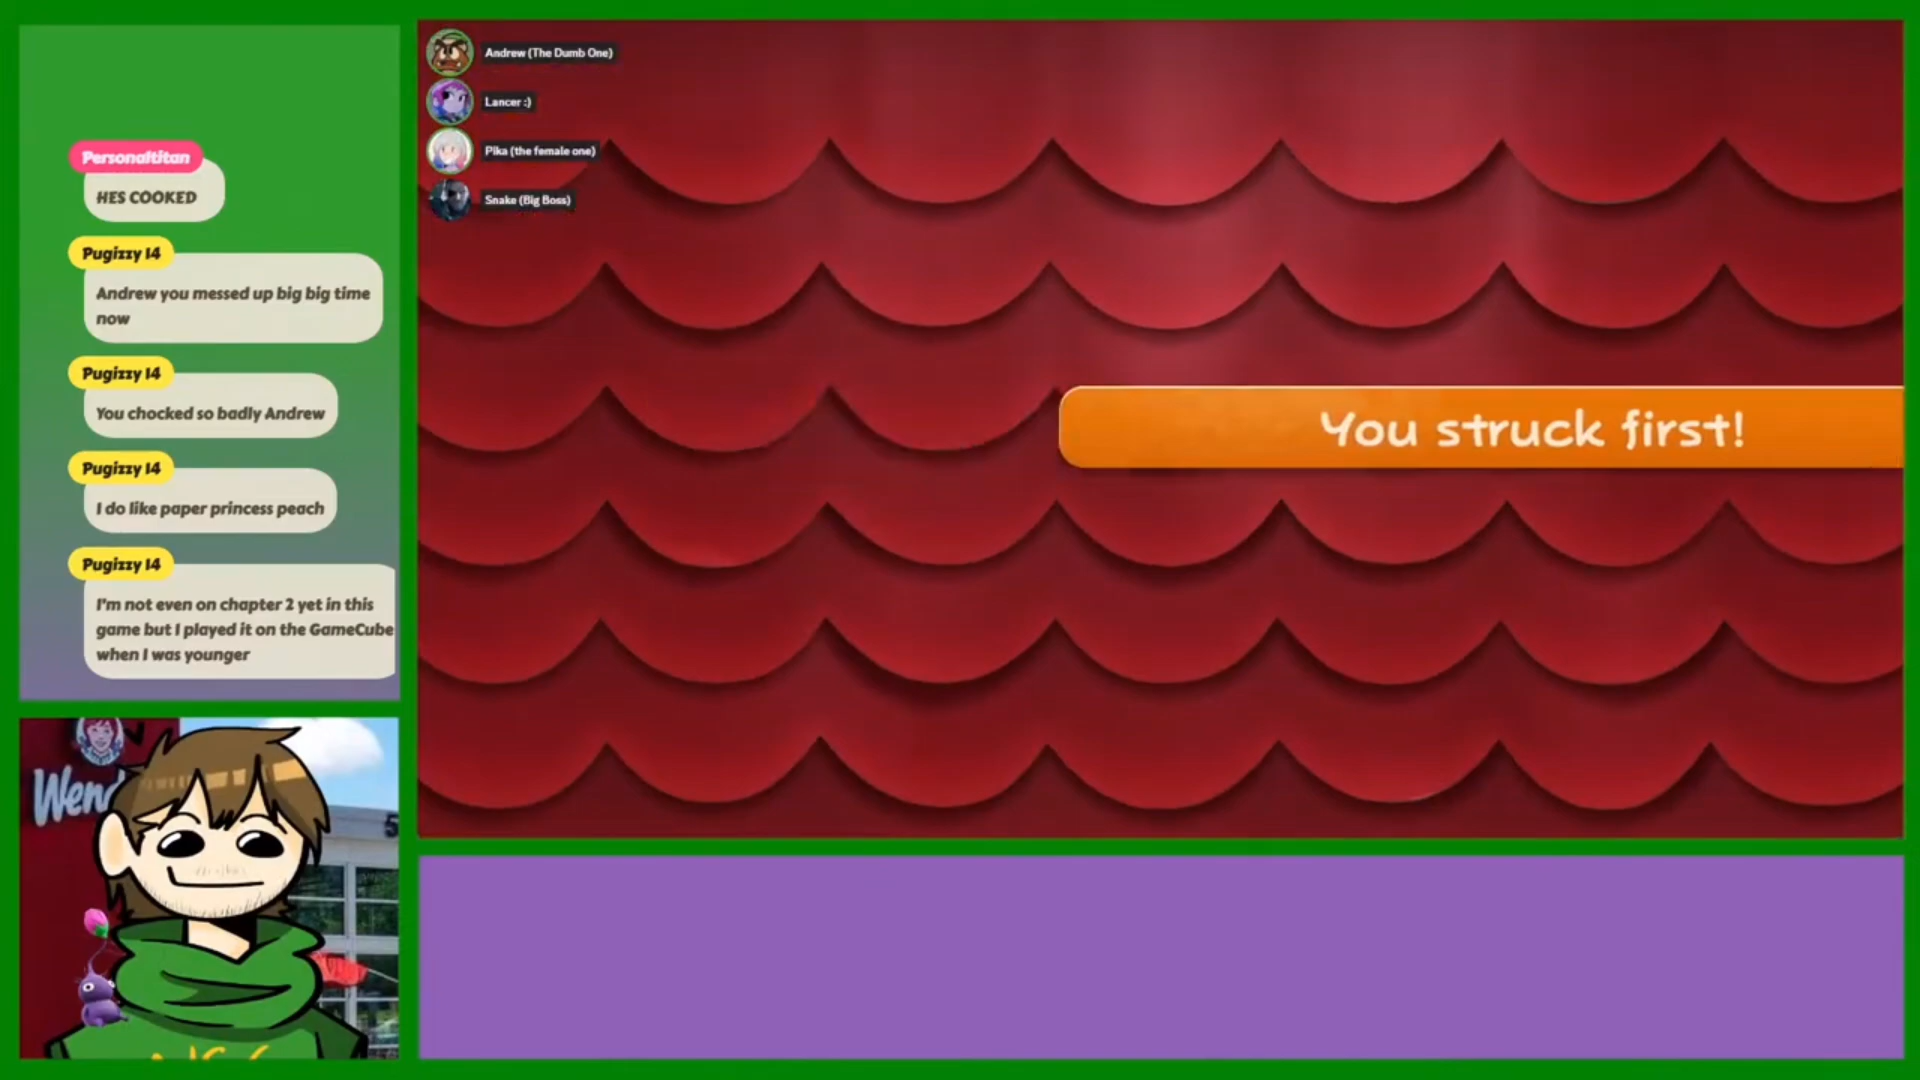 Personaltitan
HES COOKED
Pugizzy 14
Andrew you messed up big big time
now
Pugizzy 14
You chocked so badly Andrew
Pugizzy 14
I do like paper princess peach
Pugizzy 14
I'm not even on chapter 2 yet in this
game but I played it on the GameCube
when I was younger
Andrew (The Dumb One)
Lancer :)
Pika (the female one)
Snake (Big Boss)
You struck first!
Wend
5